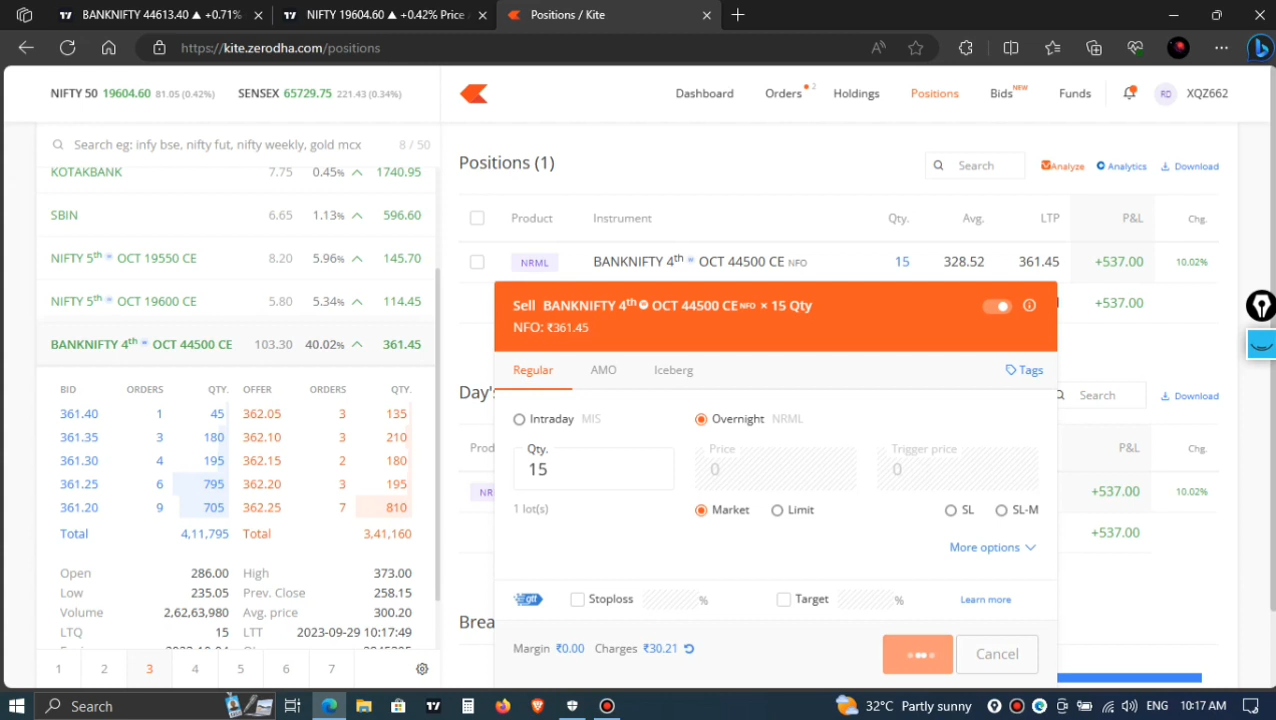 BANKNIFTY 44613.40 ▲ +0.71%
NIFTY 19604.60 ▲ +0.42% Price
Positions / Kite
https://kite.zerodha.com/positions
NIFTY 50 19604.60 81.05 (0.42%) SENSEX 65729.75 221.43 (0.34%)
Dashboard Orders 2 Holdings Positions Bids NEW Funds RD XQZ662
Search eg: infy bse, nifty fut, nifty weekly, gold mcx 8 / 50
KOTAKBANK 7.75 0.45% 1740.95
SBIN 6.65 1.13% 596.60
NIFTY 5th w OCT 19550 CE 8.20 5.96% 145.70
NIFTY 5th w OCT 19600 CE 5.80 5.34% 114.45
BANKNIFTY 4th w OCT 44500 CE 103.30 40.02% 361.45
BID ORDERS QTY. OFFER ORDERS QTY.
361.40 1 45 362.05 3 135
361.35 3 180 362.10 3 210
361.30 4 195 362.15 2 180
361.25 6 795 362.20 3 195
361.20 9 705 362.25 7 810
Total 4,11,795 Total 3,41,160
Open 286.00 High 373.00
Low 235.05 Prev. Close 258.15
Volume 2,62,63,980 Avg. price 300.20
LTQ 15 LTT 2023-09-29 10:17:49
1 2 3 4 5 6 7
Positions (1)
Search Analyze Analytics Download
Product Instrument Qty. Avg. LTP P&L Chg.
NRML BANKNIFTY 4th w OCT 44500 CE NFO 15 328.52 361.45 +537.00 10.02%
+537.00
Sell BANKNIFTY 4th w OCT 44500 CE NFO × 15 Qty
NFO: ₹361.45
Regular AMO Iceberg Tags
Intraday MIS Overnight NRML
Qty. Price Trigger price
15 0 0
1 lot(s) Market Limit SL SL-M
More options
off Stoploss % Target % Learn more
Margin ₹0.00 Charges ₹30.21
Cancel
Day's
Search Download
Prod P&L Chg.
NR +537.00 10.02%
+537.00
Brea
Search
32°C Partly sunny
ENG 10:17 AM